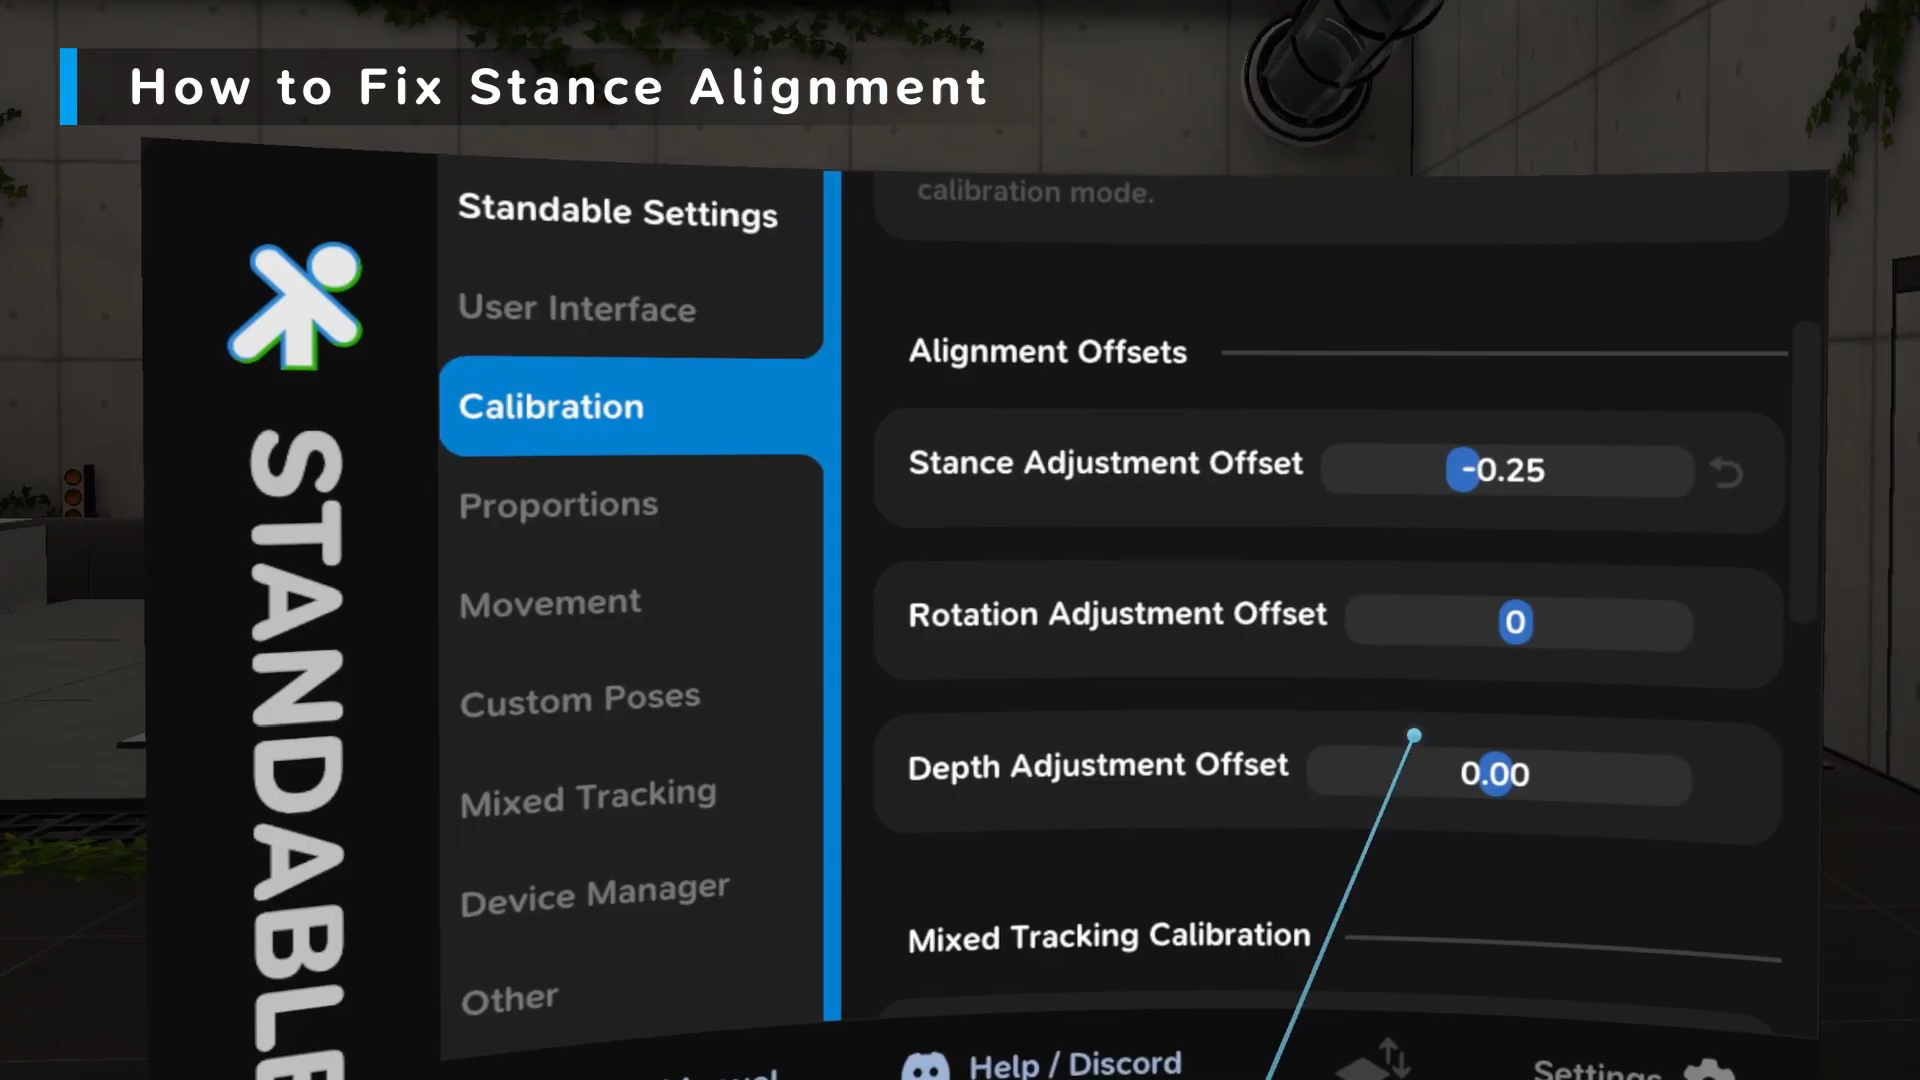 How to Fix Stance Alignment
STANDABLE
Standable Settings
User Interface
Calibration
Proportions
Movement
Custom Poses
Mixed Tracking
Device Manager
Other
calibration mode.
Alignment Offsets
Stance Adjustment Offset -0.25
Rotation Adjustment Offset 0
Depth Adjustment Offset 0.00
Mixed Tracking Calibration
Help / Discord
Settings